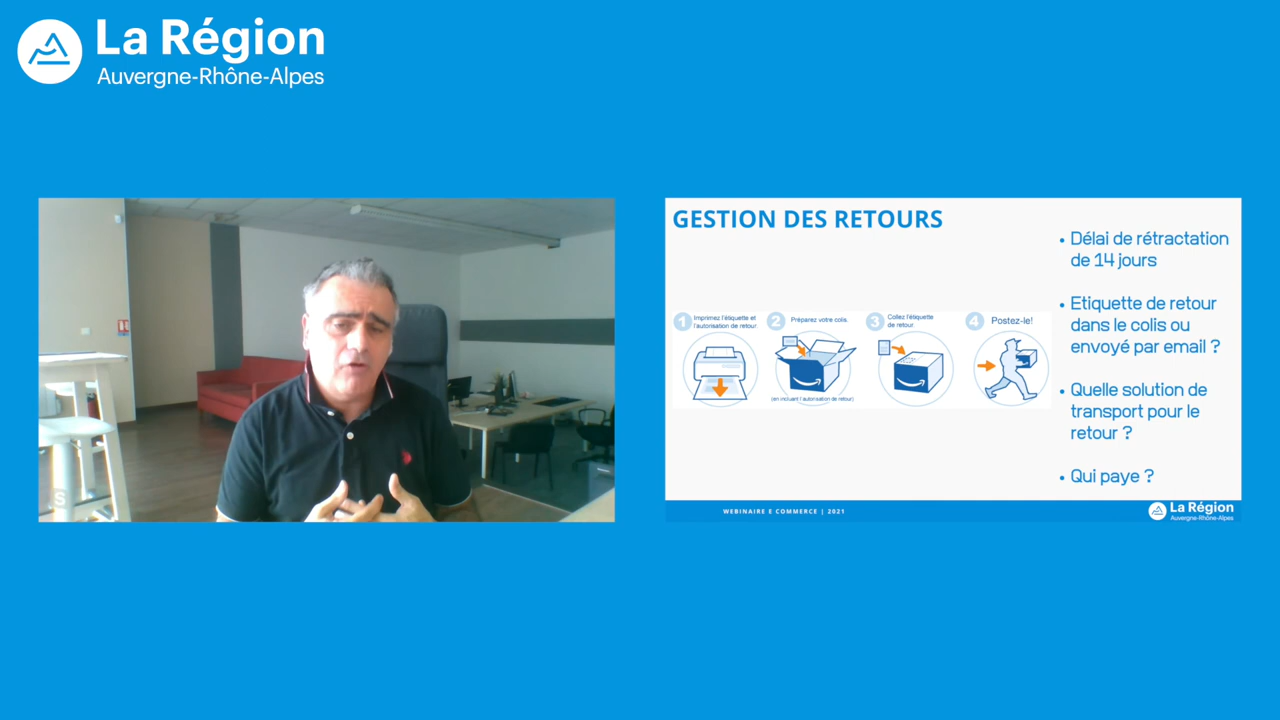 La Région
Auvergne-Rhône-Alpes
S
GESTION DES RETOURS
1 Imprimez l'étiquette et
l'autorisation de retour
2 Préparez votre colis
(en incluant l'autorisation de retour)
3 Collez l'étiquette
de retour
4 Postez-le!
• Délai de rétractation
de 14 jours
• Etiquette de retour
dans le colis ou
envoyé par email ?
• Quelle solution de
transport pour le
retour ?
• Qui paye ?
WEBINAIRE E COMMERCE | 2021
La Région
Auvergne-Rhône-Alpes